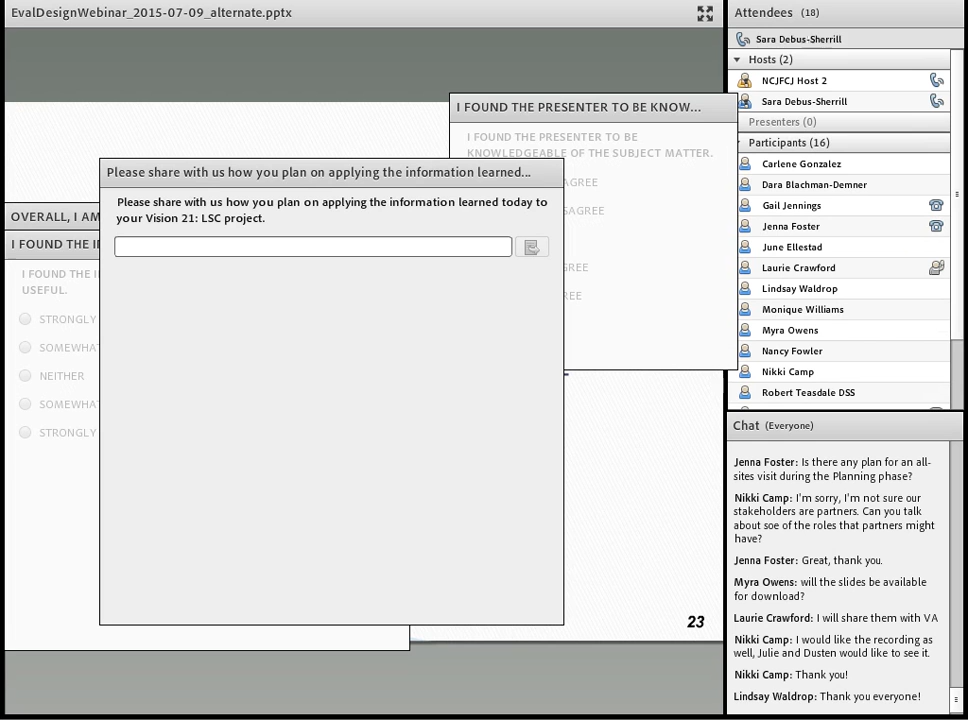 EvalDesignWebinar_2015-07-09_alternate.pptx
I FOUND THE PRESENTER TO BE KNOW...
I FOUND THE PRESENTER TO BE
KNOWLEDGEABLE OF THE SUBJECT MATTER.
AGREE
AGREE
OVERALL, I AM
I FOUND THE
I FOUND THE
USEFUL.
STRONGLY
SOMEWHAT
NEITHER
SOMEWHAT
STRONGLY
Please share with us how you plan on applying the information learned...
Please share with us how you plan on applying the information learned today to
your Vision 21: LSC project.
23
Attendees (18)
Sara Debus-Sherrill
Hosts (2)
NCJFCJ Host 2
Sara Debus-Sherrill
Presenters (0)
Participants (16)
Carlene Gonzalez
Dara Blachman-Demner
Gail Jennings
Jenna Foster
June Ellestad
Laurie Crawford
Lindsay Waldrop
Monique Williams
Myra Owens
Nancy Fowler
Nikki Camp
Robert Teasdale DSS
Chat (Everyone)
Jenna Foster: Is there any plan for an all-
sites visit during the Planning phase?
Nikki Camp: I'm sorry, I'm not sure our
stakeholders are partners. Can you talk
about soe of the roles that partners might
have?
Jenna Foster: Great, thank you.
Myra Owens: will the slides be available
for download?
Laurie Crawford: I will share them with VA
Nikki Camp: I would like the recording as
well, Julie and Dusten would like to see it.
Nikki Camp: Thank you!
Lindsay Waldrop: Thank you everyone!